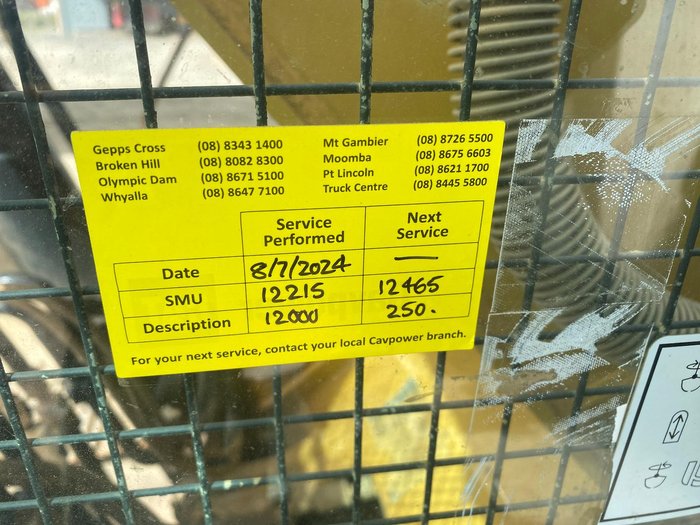 Gepps Cross (08) 8343 1400 Mt Gambier (08) 8726 5500
Broken Hill (08) 8082 8300 Moomba (08) 8675 6603
Olympic Dam (08) 8671 5100 Pt Lincoln (08) 8621 1700
Whyalla (08) 8647 7100 Truck Centre (08) 8445 5800
Service Performed Next Service
Date 8/7/2024 —
SMU 12215 12465
Description 12000 250.
For your next service, contact your local Cavpower branch.